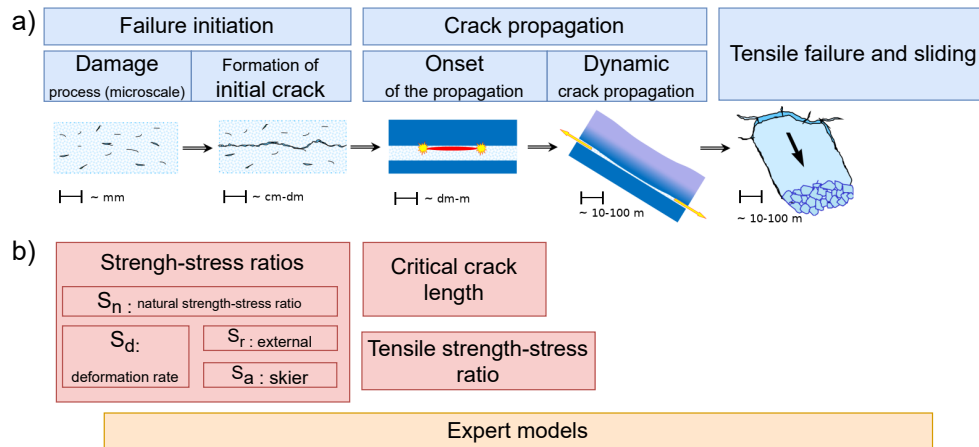 a)
Failure initiation
Crack propagation
Tensile failure and sliding
Damage
process (microscale)
Formation of
initial crack
Onset
of the propagation
Dynamic
crack propagation
~ mm
~ cm-dm
~ dm-m
~ 10-100 m
~ 10-100 m
b)
Strengh-stress ratios
Sn : natural strength-stress ratio
Sd:
deformation rate
Sr : external
Sa : skier
Critical crack
length
Tensile strength-stress
ratio
Expert models